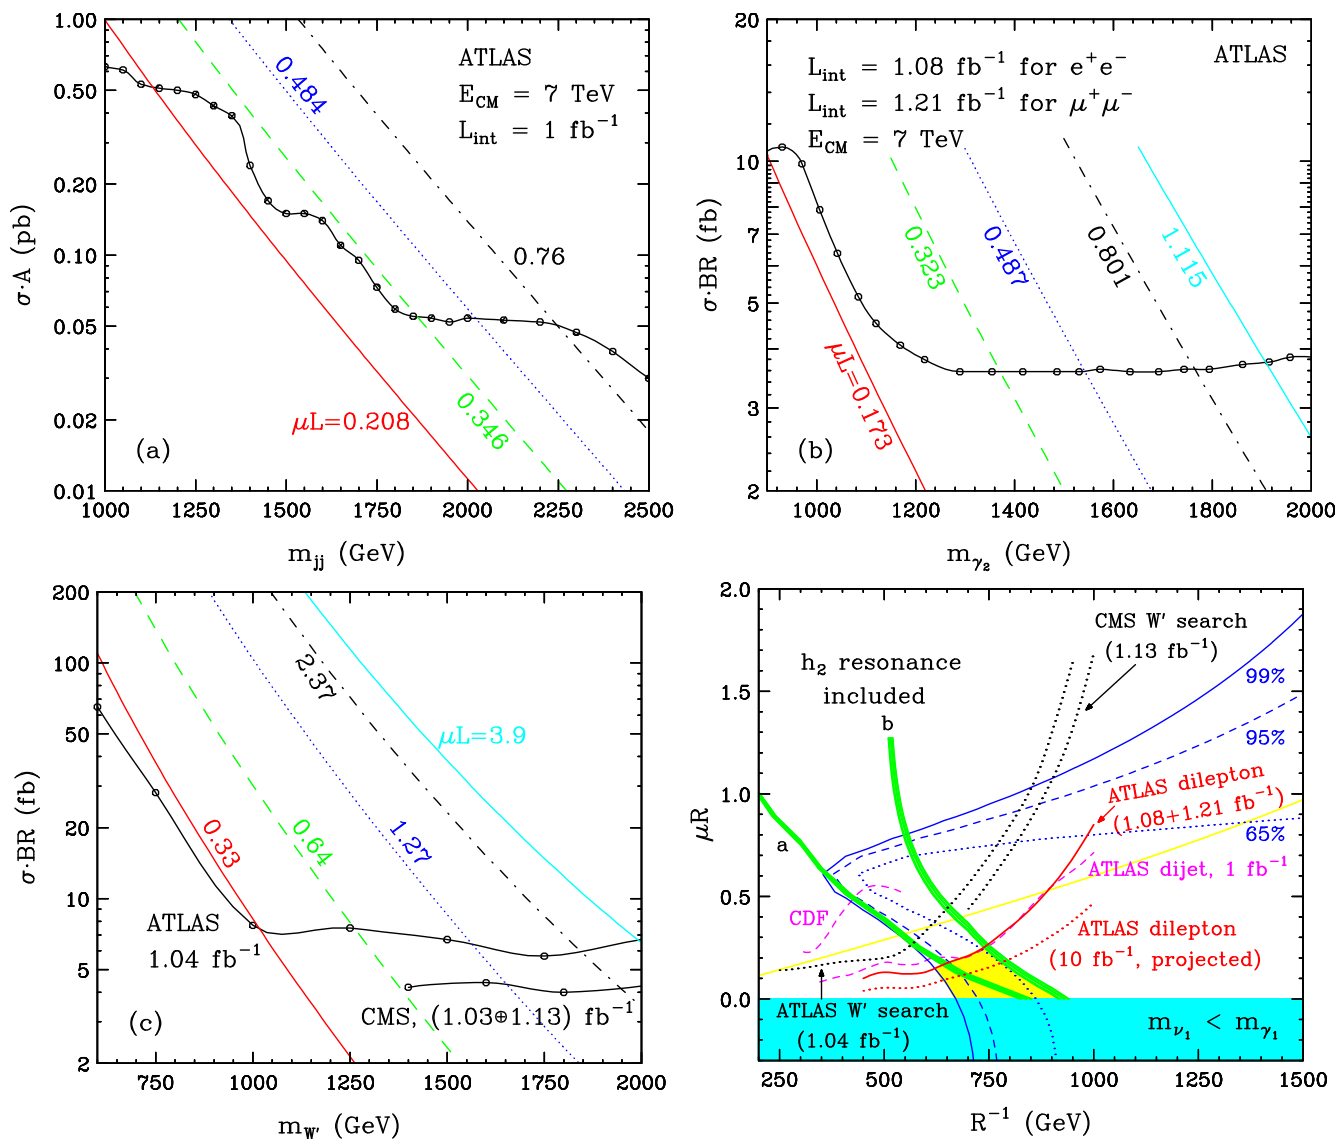 1.00
0.50
0.20
0.10
0.05
0.02
0.01
σ·A (pb)
ATLAS
E_CM = 7 TeV
L_int = 1 fb⁻¹
0.484
0.76
0.346
μL=0.208
(a)
1000 1250 1500 1750 2000 2250 2500
m_jj (GeV)
20
10
7
5
3
2
σ·BR (fb)
L_int = 1.08 fb⁻¹ for e⁺e⁻
L_int = 1.21 fb⁻¹ for μ⁺μ⁻
E_CM = 7 TeV
ATLAS
0.323
0.487
0.801
1.115
μL=0.173
(b)
1000 1200 1400 1600 1800 2000
m_γ₂ (GeV)
200
100
50
20
10
5
2
σ·BR (fb)
2.37
μL=3.9
0.33
0.64
1.27
ATLAS
1.04 fb⁻¹
CMS, (1.03⊕1.13) fb⁻¹
(c)
750 1000 1250 1500 1750 2000
m_W′ (GeV)
2.0
1.5
1.0
0.5
0.0
μR
CMS W′ search
(1.13 fb⁻¹)
h₂ resonance
included
b
a
99%
95%
65%
ATLAS dilepton
(1.08+1.21 fb⁻¹)
ATLAS dijet, 1 fb⁻¹
CDF
ATLAS dilepton
(10 fb⁻¹, projected)
ATLAS W′ search
(1.04 fb⁻¹)
m_ν₁ < m_γ₁
250 500 750 1000 1250 1500
R⁻¹ (GeV)